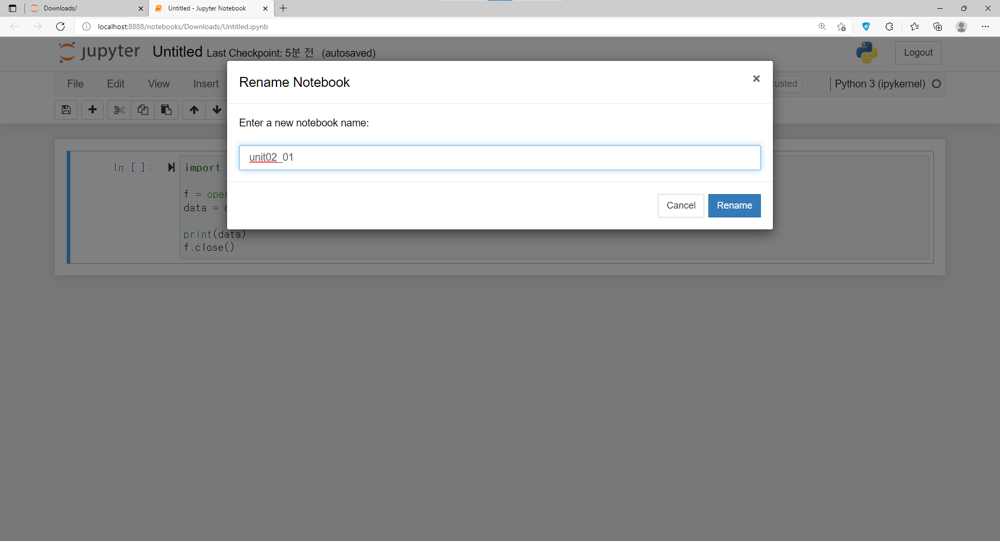 Downloads/
Untitled - Jupyter Notebook
localhost:8888/notebooks/Downloads/Untitled.ipynb
jupyter Untitled Last Checkpoint: 5분 전 (autosaved)
Logout
File Edit View Insert
Python 3 (ipykernel)
Rename Notebook
Enter a new notebook name:
unit02_01
Cancel Rename
In [ ]:
import
f =
data =
print(data)
f.close()